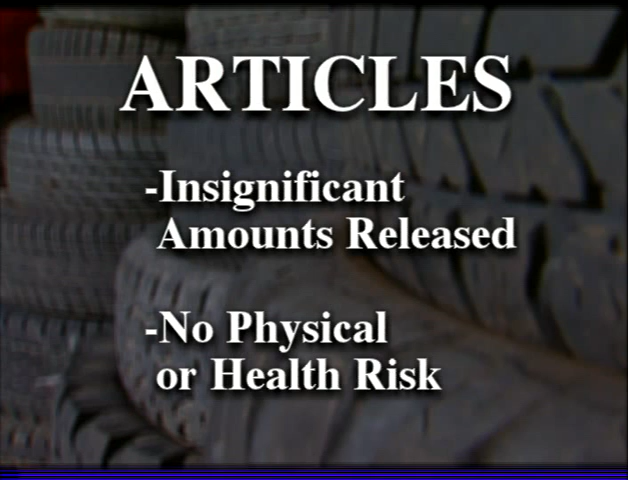 ARTICLES
-Insignificant
Amounts Released
-No Physical
or Health Risk